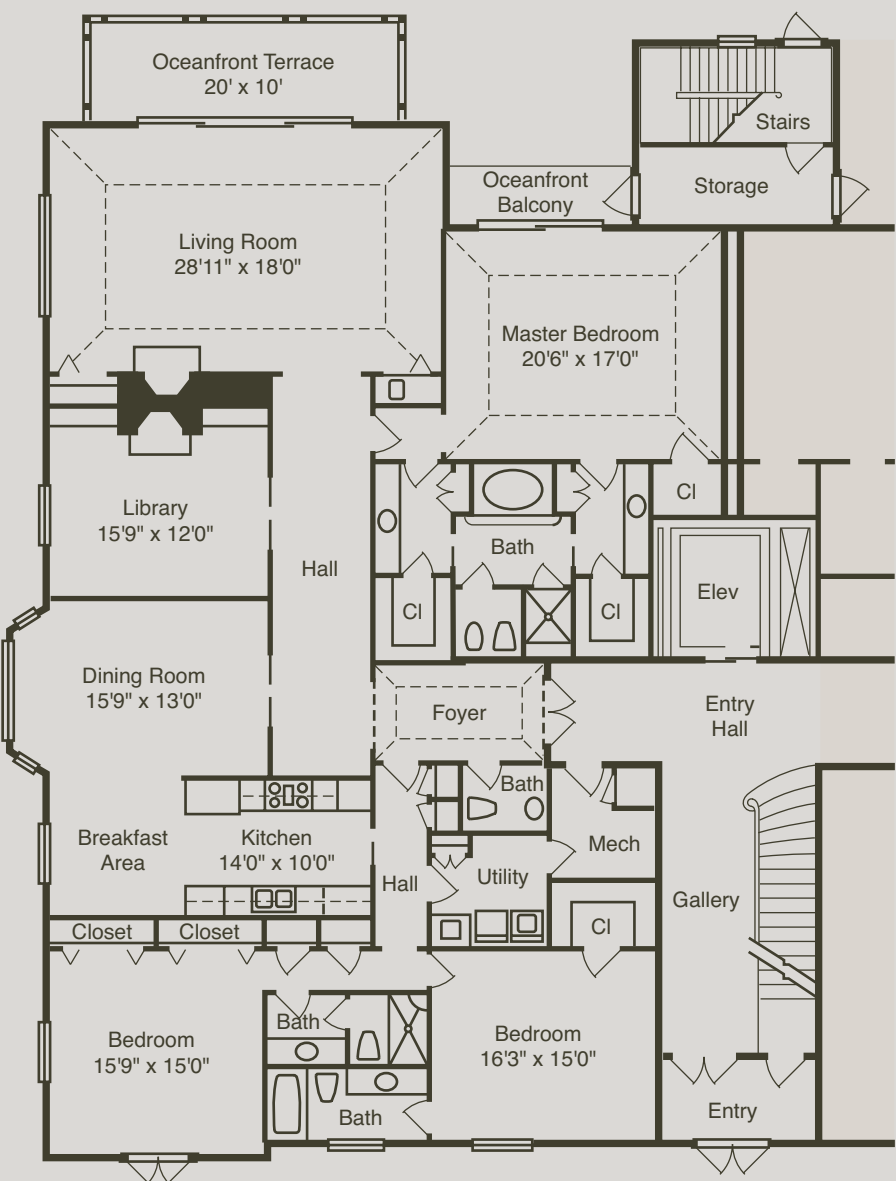 Oceanfront Terrace
20' x 10'
Stairs
Storage
Oceanfront
Balcony
Living Room
28'11" x 18'0"
Master Bedroom
20'6" x 17'0"
Library
15'9" x 12'0"
Hall
Cl
Bath
Cl
Cl
Elev
Dining Room
15'9" x 13'0"
Foyer
Entry
Hall
Bath
Breakfast
Area
Kitchen
14'0" x 10'0"
Hall
Utility
Mech
Gallery
Closet
Closet
Cl
Bath
Bedroom
15'9" x 15'0"
Bedroom
16'3" x 15'0"
Bath
Entry